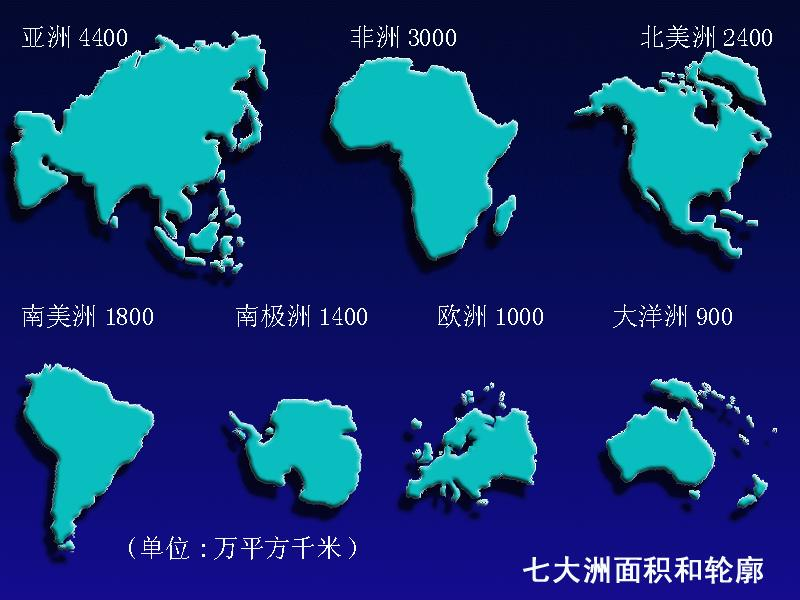 亚洲 4400
非洲 3000
北美洲 2400
南美洲 1800
南极洲 1400
欧洲 1000
大洋洲 900
（单位：万平方千米）
七大洲面积和轮廓